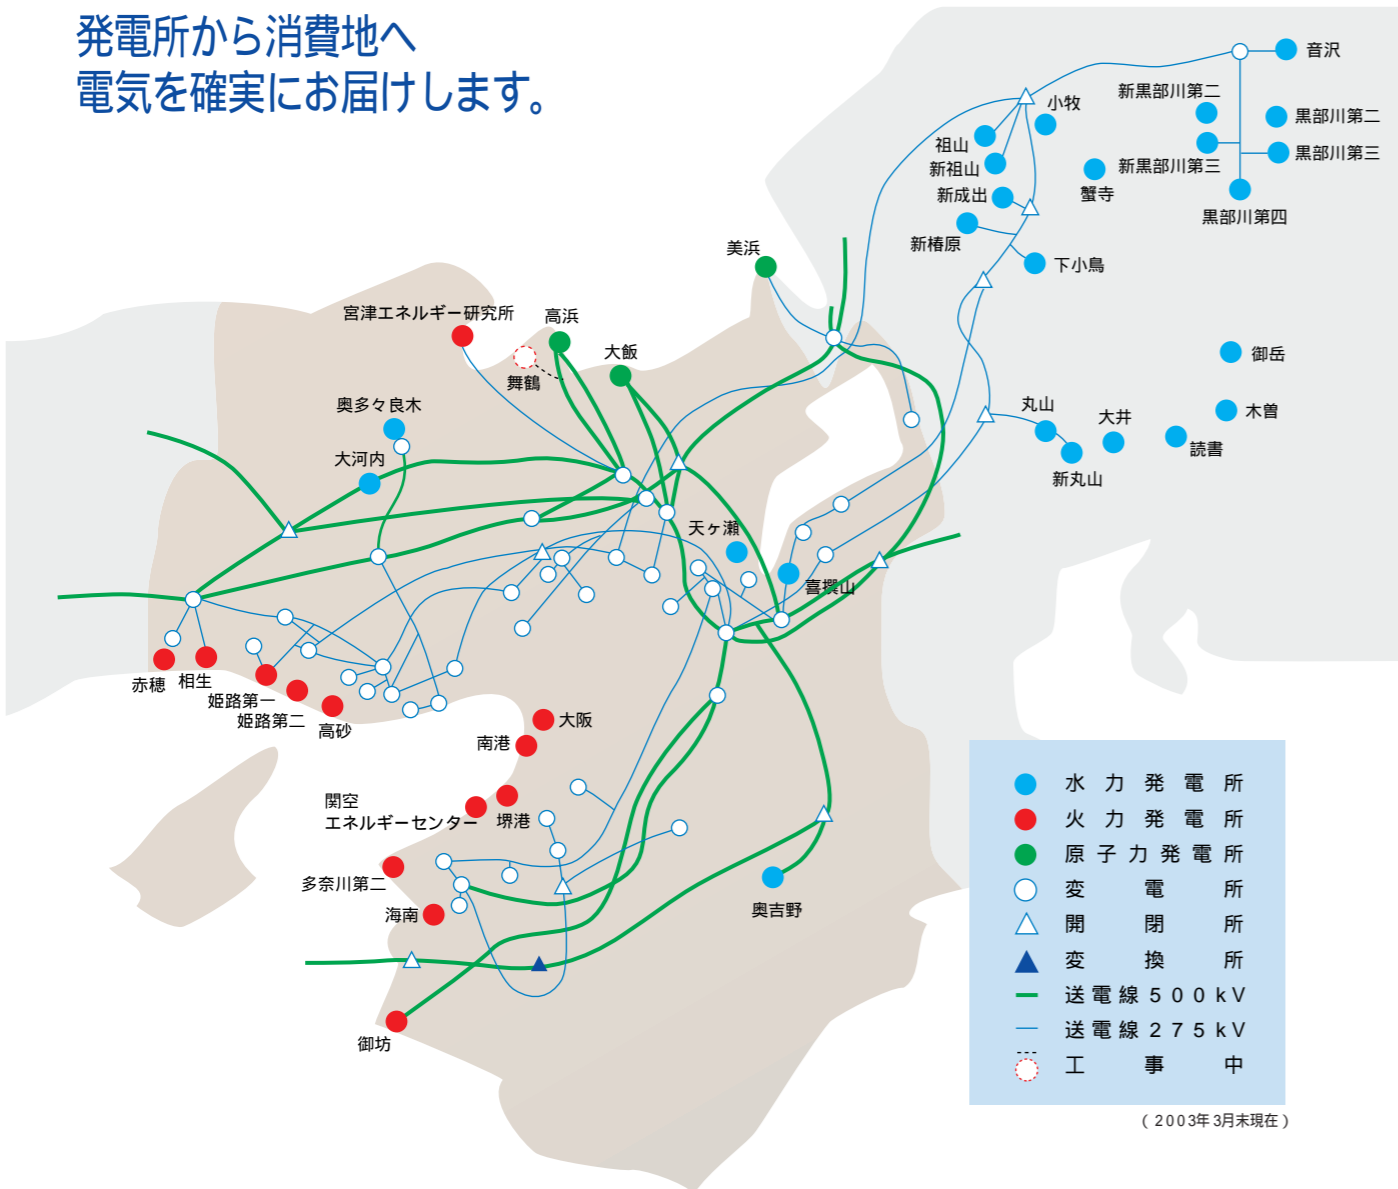 発電所から消費地へ
電気を確実にお届けします。
音沢
新黒部川第二
小牧
黒部川第二
祖山
新祖山
新黒部川第三
黒部川第三
新成出
蟹寺
黒部川第四
新椿原
美浜
下小鳥
宮津エネルギー研究所
高浜
大飯
舞鶴
御岳
奥多々良木
丸山
大井
木曽
読書
大河内
新丸山
天ヶ瀬
喜撰山
赤穂
相生
姫路第一
姫路第二
高砂
大阪
南港
関空
エネルギーセンター
堺港
多奈川第二
海南
奥吉野
御坊
水力発電所
火力発電所
原子力発電所
変電所
開閉所
変換所
送電線500kV
送電線275kV
工事中
(2003年3月末現在)